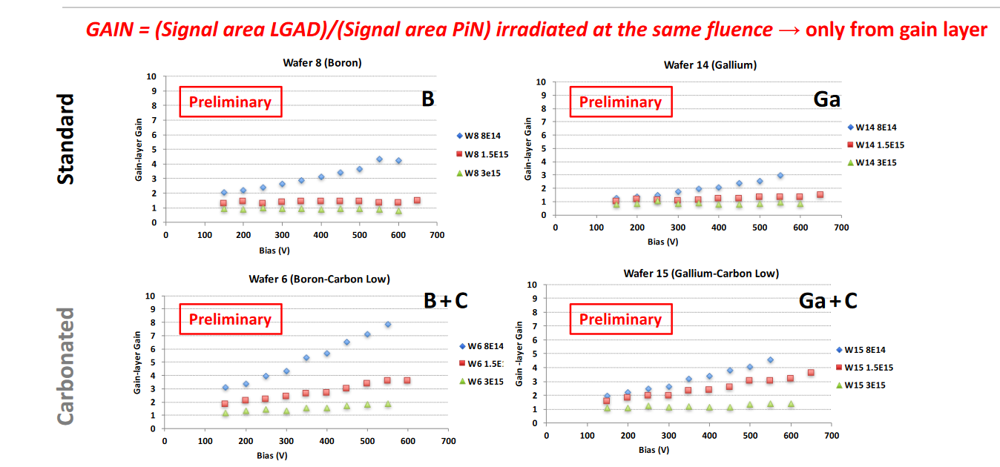 GAIN = (Signal area LGAD)/(Signal area PiN) irradiated at the same fluence → only from gain layer
Standard
Wafer 8 (Boron)
Preliminary
B
Gain-layer Gain
10
9
8
7
6
5
4
3
2
1
0
0 100 200 300 400 500 600 700
Bias (V)
W8 8E14
W8 1.5E15
W8 3e15
Wafer 14 (Gallium)
Preliminary
Ga
Gain-layer Gain
10
9
8
7
6
5
4
3
2
1
0
0 100 200 300 400 500 600 700
Bias (V)
W14 8E14
W14 1.5E15
W14 3E15
Carbonated
Wafer 6 (Boron-Carbon Low)
Preliminary
B + C
Gain-layer Gain
10
9
8
7
6
5
4
3
2
1
0
0 100 200 300 400 500 600 700
Bias (V)
W6 8E14
W6 1.5E1
W6 3E15
Wafer 15 (Gallium-Carbon Low)
Preliminary
Ga + C
Gain -layer Gain
10
9
8
7
6
5
4
3
2
1
0
0 100 200 300 400 500 600 700
Bias (V)
W15 8E14
W15 1.5E15
W15 3E15